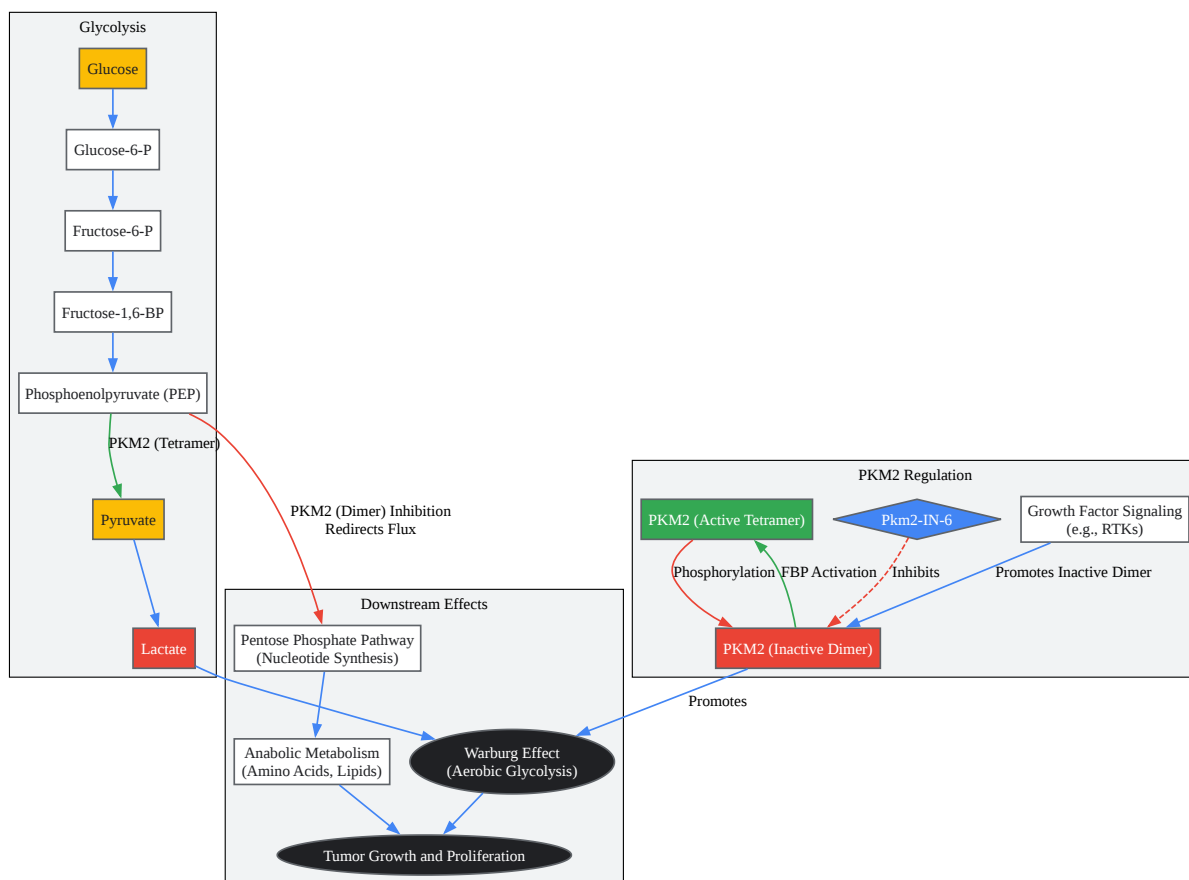 Glycolysis
Glucose
Glucose-6-P
Fructose-6-P
Fructose-1,6-BP
Phosphoenolpyruvate (PEP)
PKM2 (Tetramer)
Pyruvate
Lactate
PKM2 (Dimer) Inhibition
Redirects Flux
PKM2 Regulation
PKM2 (Active Tetramer)
Pkm2-IN-6
Growth Factor Signaling
(e.g., RTKs)
Phosphorylation
FBP Activation
Inhibits
Promotes Inactive Dimer
PKM2 (Inactive Dimer)
Promotes
Downstream Effects
Pentose Phosphate Pathway
(Nucleotide Synthesis)
Anabolic Metabolism
(Amino Acids, Lipids)
Warburg Effect
(Aerobic Glycolysis)
Tumor Growth and Proliferation